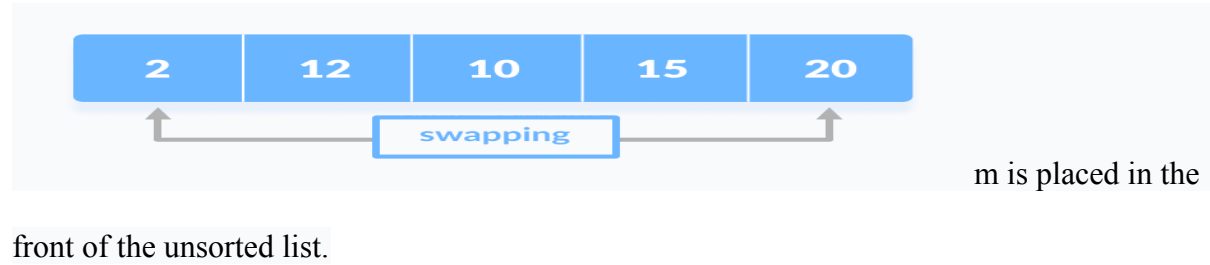 2 12 10 15 20
swapping
m is placed in the
front of the unsorted list.